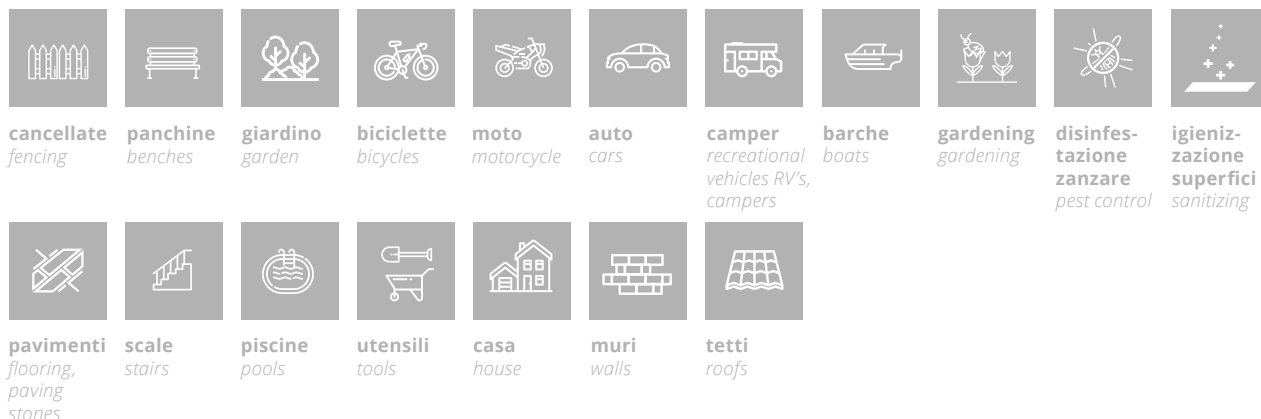 cancellate
fencing
panchine
benches
giardino
garden
biciclette
bicycles
moto
motorcycle
auto
cars
camper
recreational
vehicles RV's,
campers
barche
boats
gardening
gardening
disinfes-
tazione
zanzare
pest control
igieniz-
zazione
superfici
sanitizing
pavimenti
flooring,
paving
stones
scale
stairs
piscine
pools
utensili
tools
casa
house
muri
walls
tetti
roofs